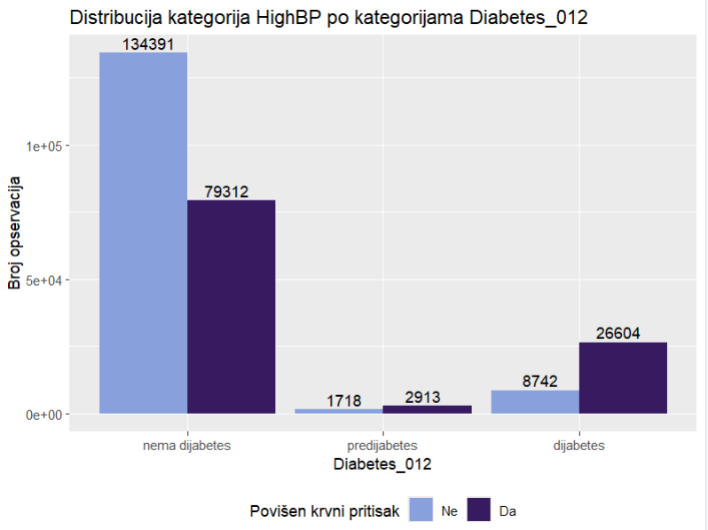 Distribucija kategorija HighBP po kategorijama Diabetes_012
134391
79312
1718
2913
8742
26604
1e+05
5e+04
0e+00
Broj opservacija
nema dijabetes
predijabetes
dijabetes
Diabetes_012
Povišen krvni pritisak Ne Da